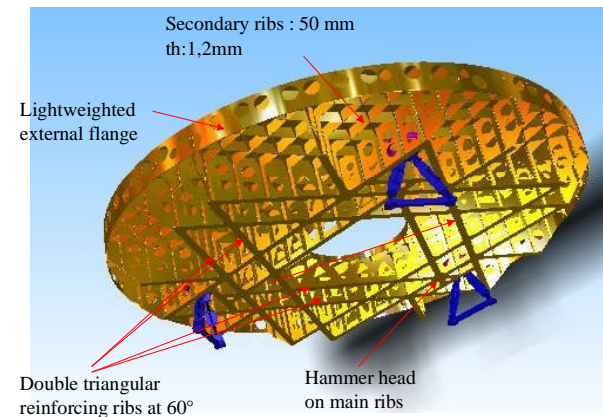 Secondary ribs : 50 mm
th:1,2mm
Lightweighted
external flange
Double triangular
reinforcing ribs at 60°
Hammer head
on main ribs